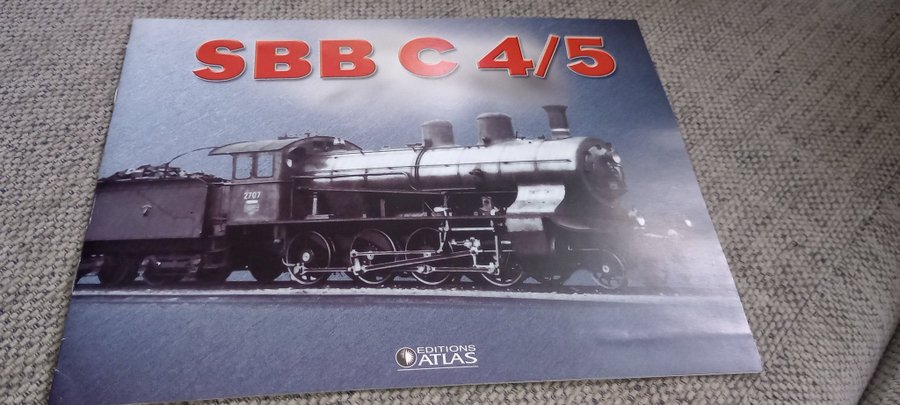 SBB C 4/5
2707
EDITIONS
ATLAS